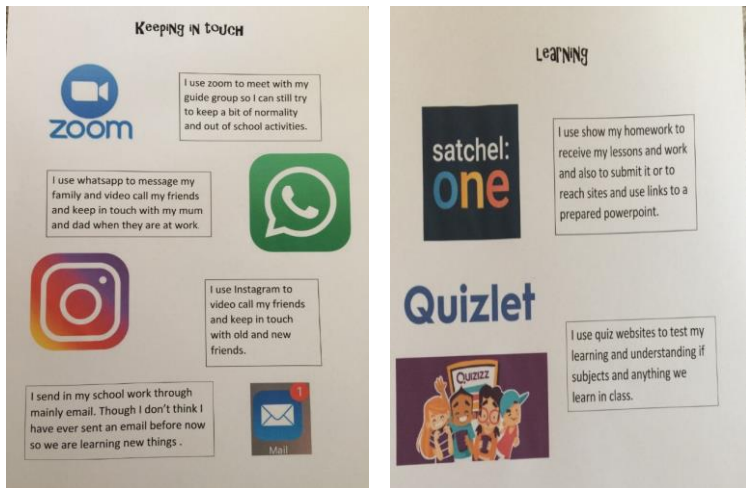 Keeping in touch
zoom
I use zoom to meet with my
guide group so I can still try
to keep a bit of normality
and out of school activities.
I use whatsapp to message my
family and video call my friends
and keep in touch with my mum
and dad when they are at work.
I use Instagram to
video call my friends
and keep in touch
with old and new
friends.
I send in my school work through
mainly email. Though I don't think I
have ever sent an email before now
so we are learning new things .
1
Mail
Learning
satchel:
one
I use show my homework to
receive my lessons and work
and also to submit it or to
reach sites and use links to a
prepared powerpoint.
Quizlet
Quizizz
I use quiz websites to test my
learning and understanding if
subjects and anything we
learn in class.